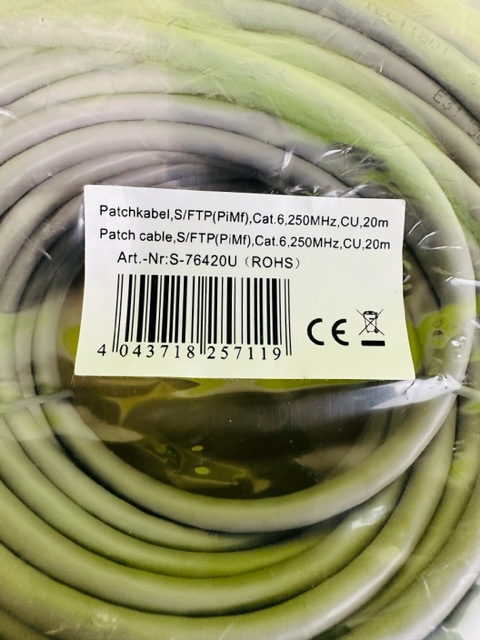 Patchkabel,S/FTP(PiMf),Cat.6,250MHz,CU,20m
Patch cable,S/FTP(PiMf),Cat.6,250MHz,CU,20m
Art.-Nr:S-76420U (ROHS)
4 043718 257119
CE